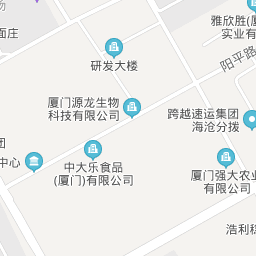 面庄
雅欣胜(厦
实业有
阳平路
研发大楼
厦门源龙生物
科技有限公司
跨越速运集团
海沧分拨
团
中心
中大乐食品
(厦门)有限公司
厦门强大农业
有限公司
浩利